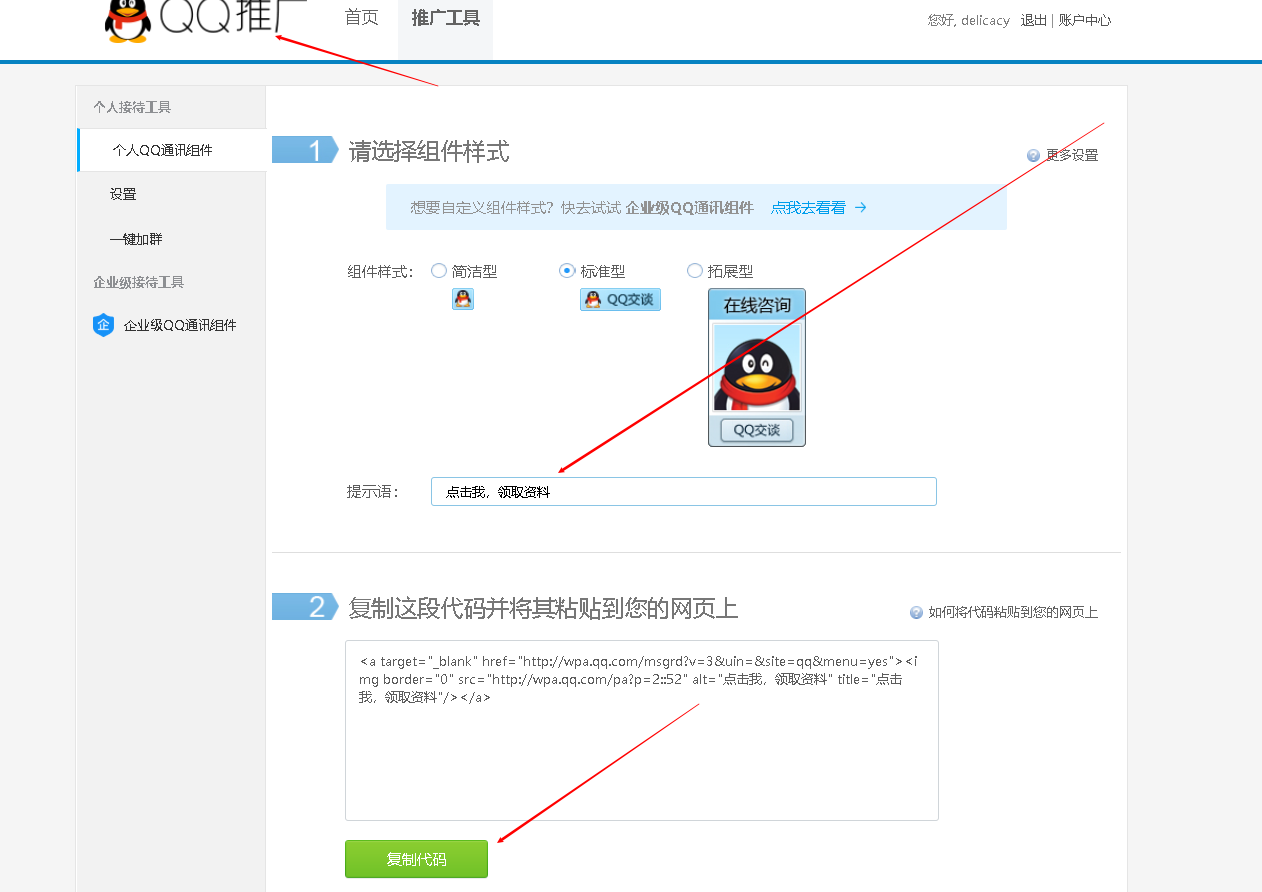 QQ推广 首页 推广工具 您好, delicacy 退出 | 账户中心
个人接待工具
个人QQ通讯组件
设置
一键加群
企业级接待工具
企 企业级QQ通讯组件
1 请选择组件样式
更多设置
想要自定义组件样式？快去试试 企业级QQ通讯组件 点我去看看 →
组件样式： 简洁型 标准型 拓展型
QQ交谈
在线咨询
QQ交谈
提示语： 点击我，领取资料
2 复制这段代码并将其粘贴到您的网页上
如何将代码粘贴到您的网页上
<a target="_blank" href="http://wpa.qq.com/msgrd?v=3&uin=&site=qq&menu=yes"><i
mg border="0" src="http://wpa.qq.com/pa?p=2::52" alt="点击我，领取资料" title="点击
我，领取资料"/></a>
复制代码